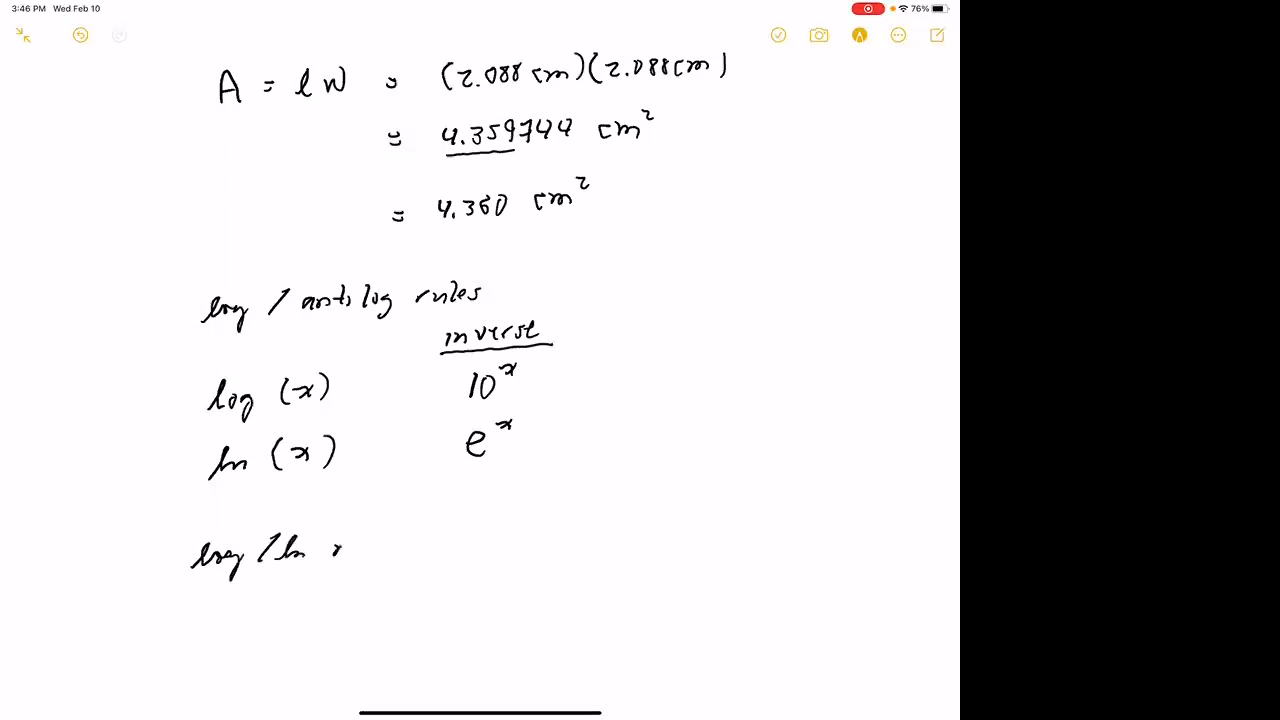 3:46 PM Wed Feb 10
76%
A = l W = (2.088 cm)(2.088 cm)
= 4.359744 cm²
= 4.360 cm²
log / antilog rules
inverse
log (x) 10^x
ln (x) e^x
log / ln r